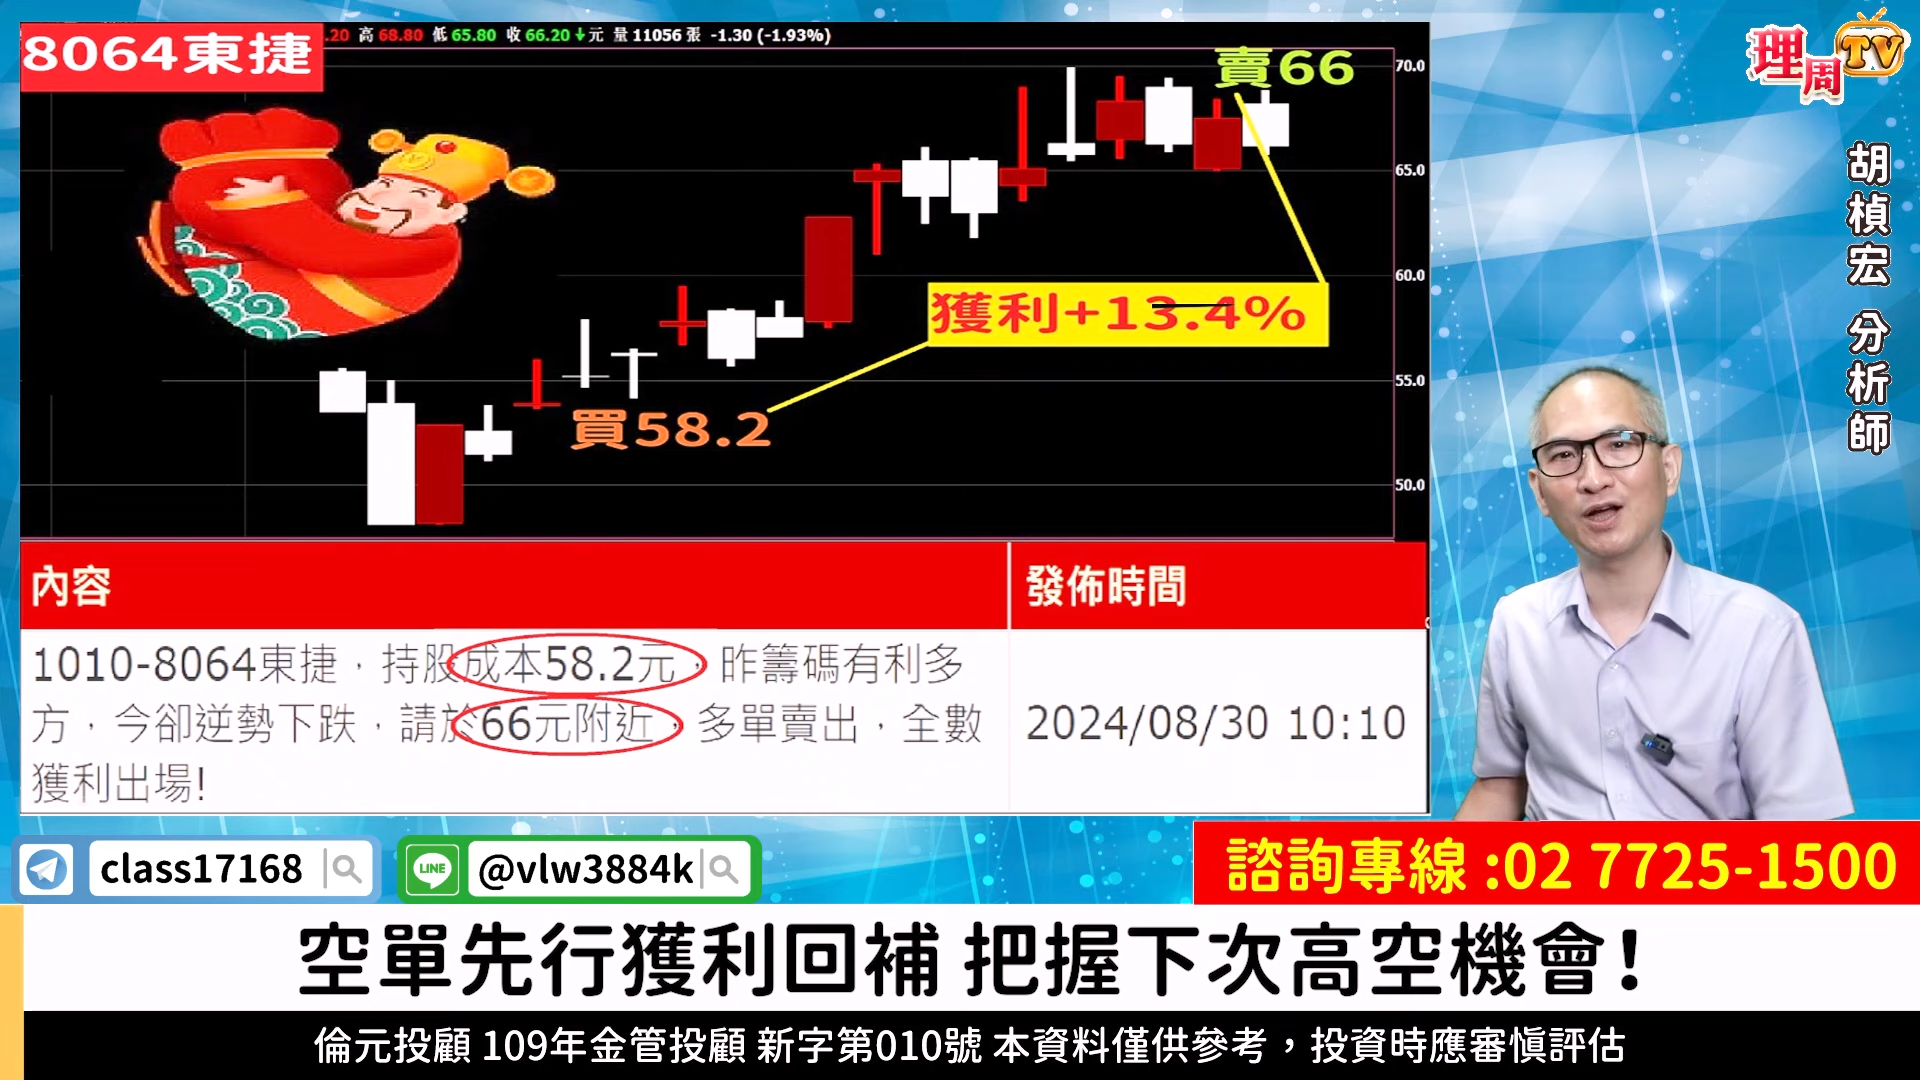 8064東捷
.20 高 68.80 低 65.80 收 66.20↓元 量 11056 張 -1.30 (-1.93%)
賣66
70.0
65.0
60.0
55.0
50.0
獲利+13.4%
買58.2
內容
發佈時間
1010-8064東捷，持股成本58.2元，昨籌碼有利多
方，今卻逆勢下跌，請於66元附近，多單賣出，全數
獲利出場!
2024/08/30 10:10
理周TV
胡楨宏 分析師
class17168
LINE
@vlw3884k
諮詢專線 :02 7725-1500
空單先行獲利回補 把握下次高空機會!
倫元投顧 109年金管投顧 新字第010號 本資料僅供參考，投資時應審慎評估